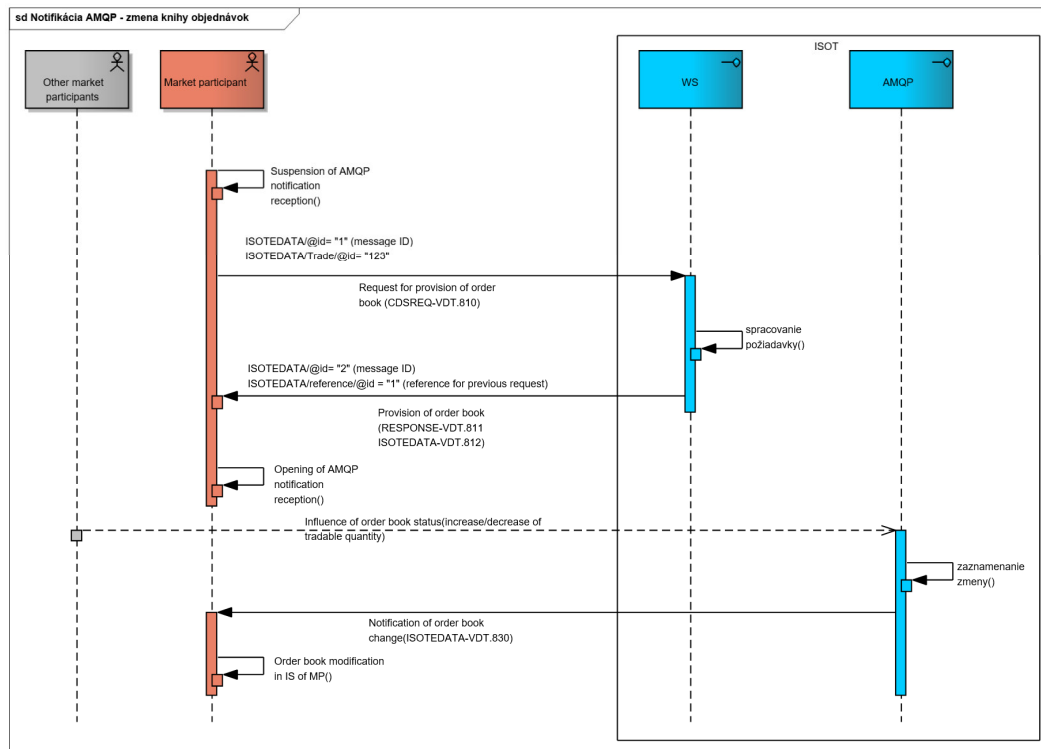 sd Notifikácia AMQP - zmena knihy objednávok
ISOT
Other market
participants
Market participant
WS
AMQP
Suspension of AMQP
notification
reception()
ISOTEDATA/@id= "1" (message ID)
ISOTEDATA/Trade/@id= "123"
Request for provision of order
book (CDSREQ-VDT.810)
spracovanie
požiadavky()
ISOTEDATA/@id= "2" (message ID)
ISOTEDATA/reference/@id = "1" (reference for previous request)
Provision of order book
(RESPONSE-VDT.811
ISOTEDATA-VDT.812)
Opening of AMQP
notification
reception()
Influence of order book status(increase/decrease of
tradable quantity)
zaznamenanie
zmeny()
Notification of order book
change(ISOTEDATA-VDT.830)
Order book modification
in IS of MP()